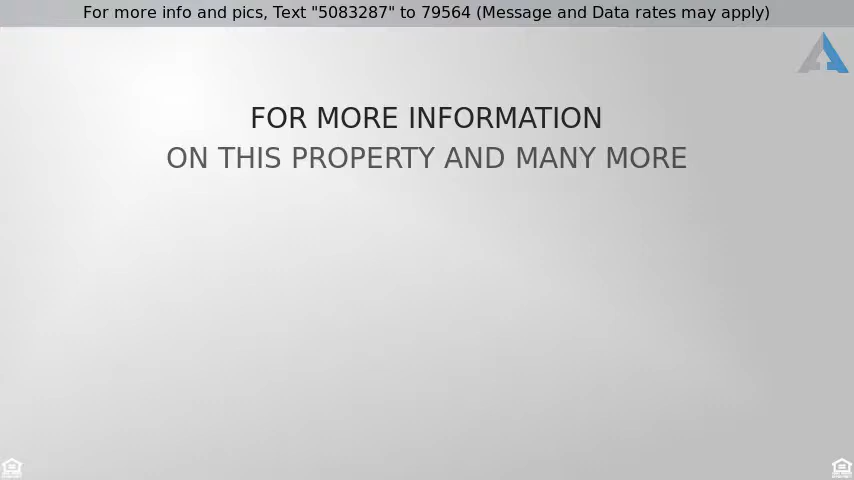 For more info and pics, Text "5083287" to 79564 (Message and Data rates may apply)
FOR MORE INFORMATION
ON THIS PROPERTY AND MANY MORE